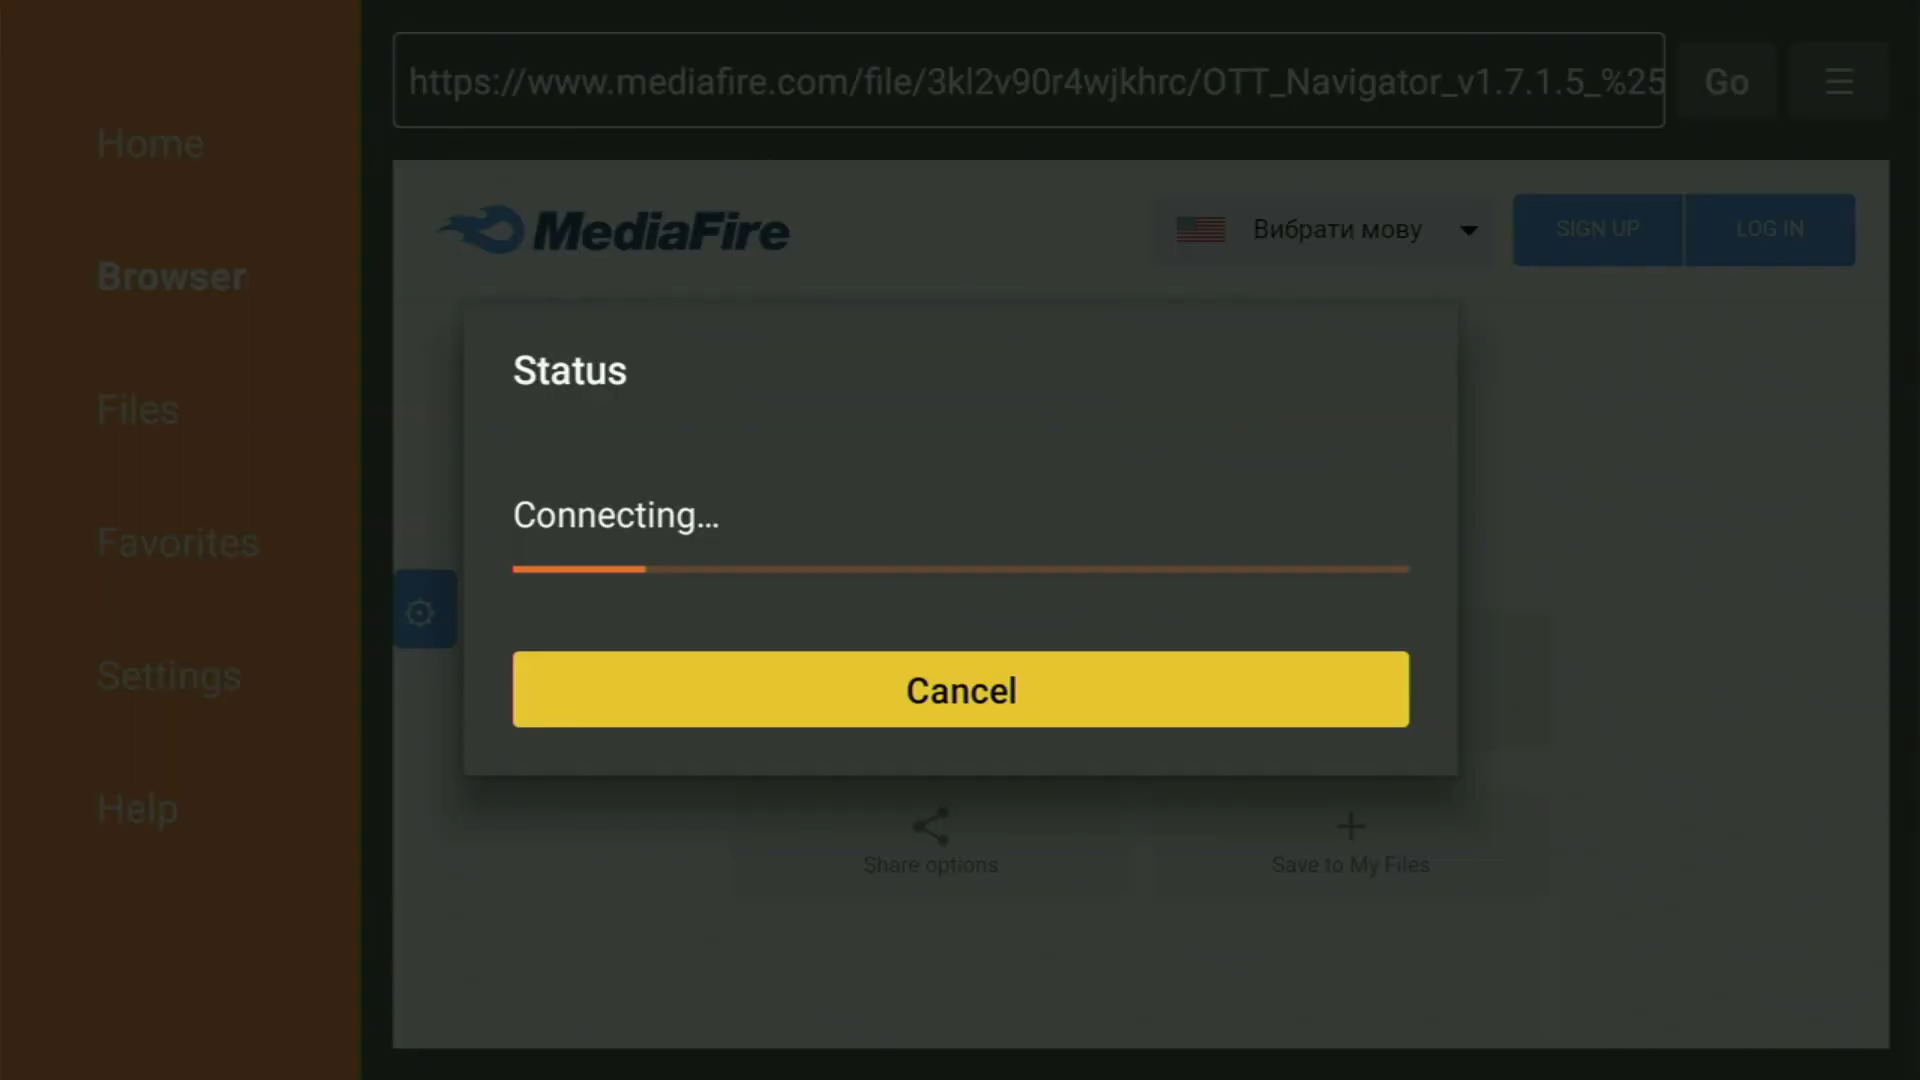 Home
Browser
Files
Favorites
Settings
Help
https://www.mediafire.com/file/3kl2v90r4wjkhrc/OTT_Navigator_v1.7.1.5_%25
Go
MediaFire
Вибрати мову
SIGN UP
LOG IN
Status
Connecting...
Cancel
Share options
Save to My Files